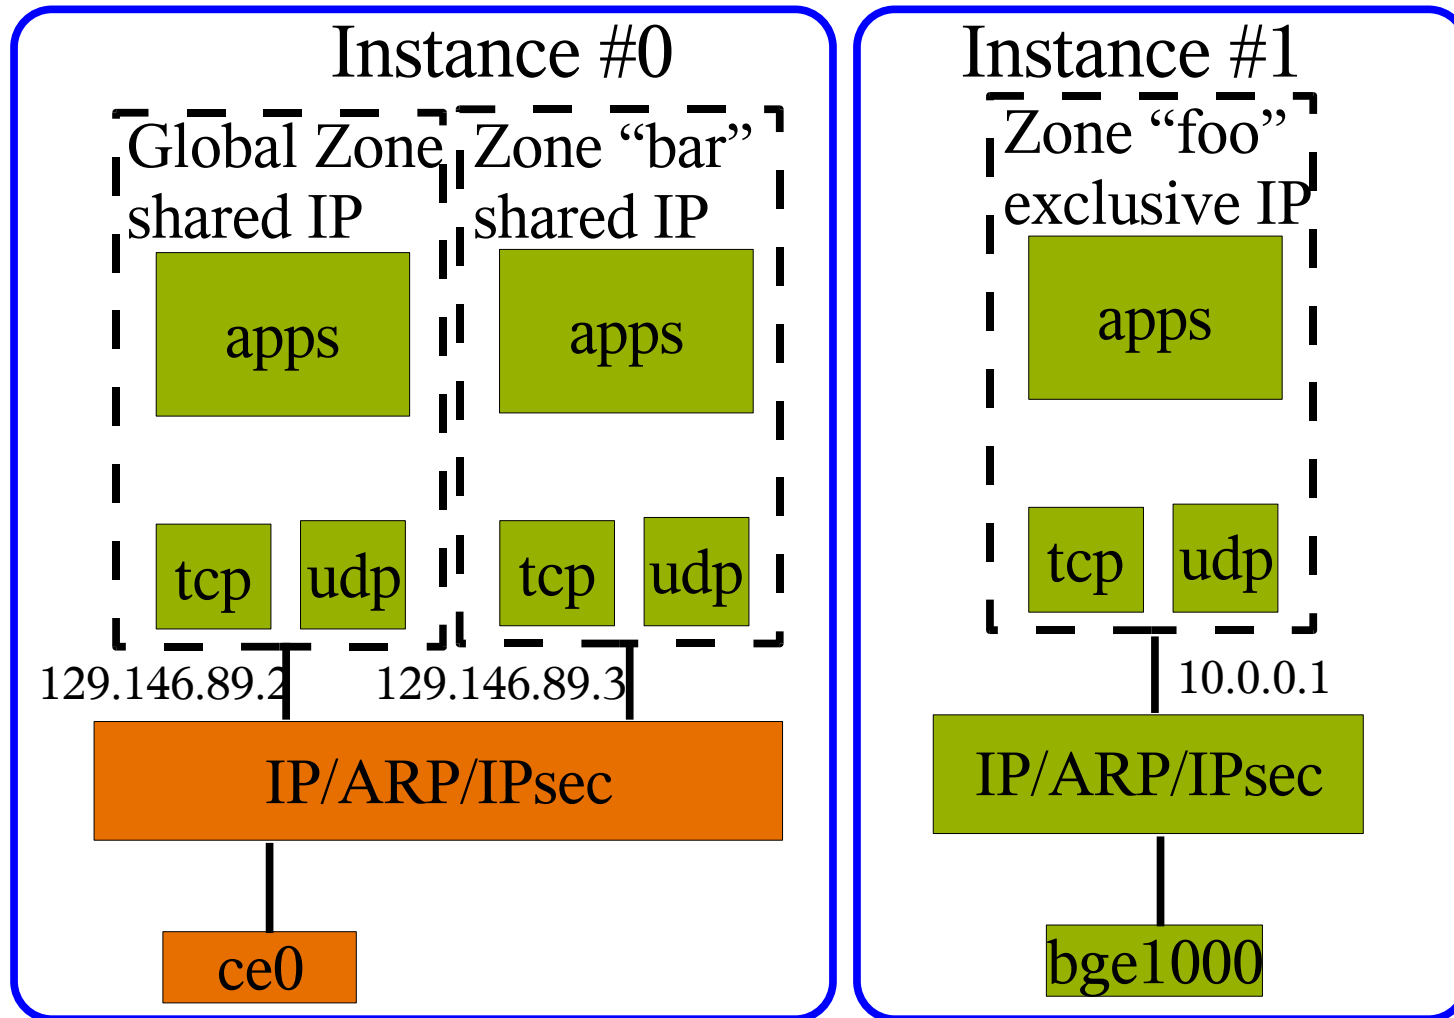 Instance #0
Global Zone
shared IP
apps
tcp
udp
129.146.89.2
Zone “bar”
shared IP
apps
tcp
udp
129.146.89.3
IP/ARP/IPsec
ce0
Instance #1
Zone “foo”
exclusive IP
apps
tcp
udp
10.0.0.1
IP/ARP/IPsec
bge1000